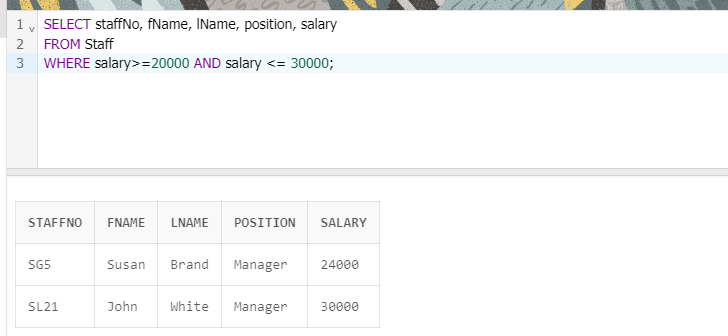 1 SELECT staffNo, fName, lName, position, salary
2 FROM Staff
3 WHERE salary>=20000 AND salary <= 30000;
STAFFNO FNAME LNAME POSITION SALARY
SG5 Susan Brand Manager 24000
SL21 John White Manager 30000